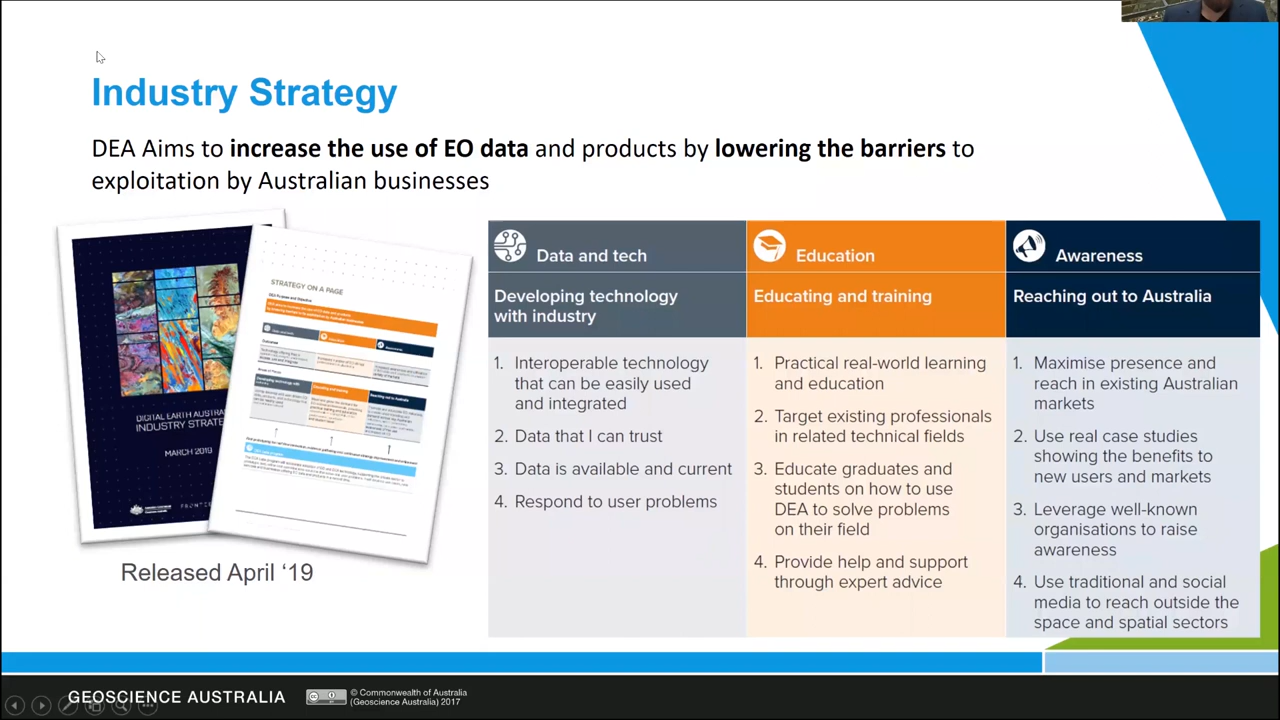 Industry Strategy
DEA Aims to increase the use of EO data and products by lowering the barriers to
exploitation by Australian businesses
DIGITAL EARTH AUSTRA
INDUSTRY STRATE
MARCH 2019
STRATEGY ON A PAGE
Released April ‘19
Data and tech
Developing technology
with industry
1. Interoperable technology
that can be easily used
and integrated
2. Data that I can trust
3. Data is available and current
4. Respond to user problems
Education
Educating and training
1. Practical real-world learning
and education
2. Target existing professionals
in related technical fields
3. Educate graduates and
students on how to use
DEA to solve problems
on their field
4. Provide help and support
through expert advice
Awareness
Reaching out to Australia
1. Maximise presence and
reach in existing Australian
markets
2. Use real case studies
showing the benefits to
new users and markets
3. Leverage well-known
organisations to raise
awareness
4. Use traditional and social
media to reach outside the
space and spatial sectors
GEOSCIENCE AUSTRALIA
© Commonwealth of Australia
(Geoscience Australia) 2017